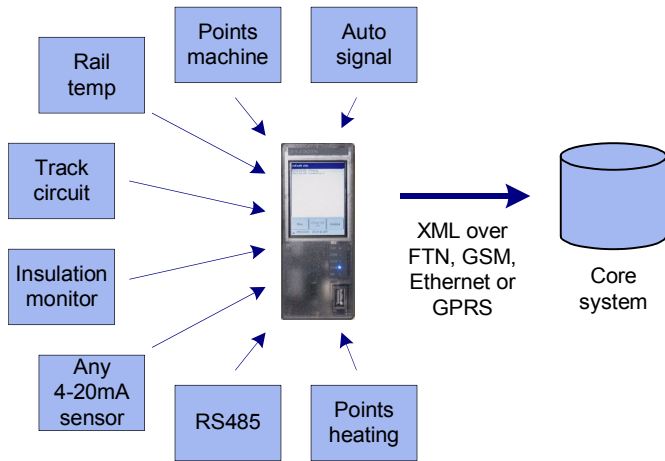 Points
machine
Auto
signal
Rail
temp
Track
circuit
Insulation
monitor
Any
4-20mA
sensor
RS485
Points
heating
XML over
FTN, GSM,
Ethernet or
GPRS
Core
system